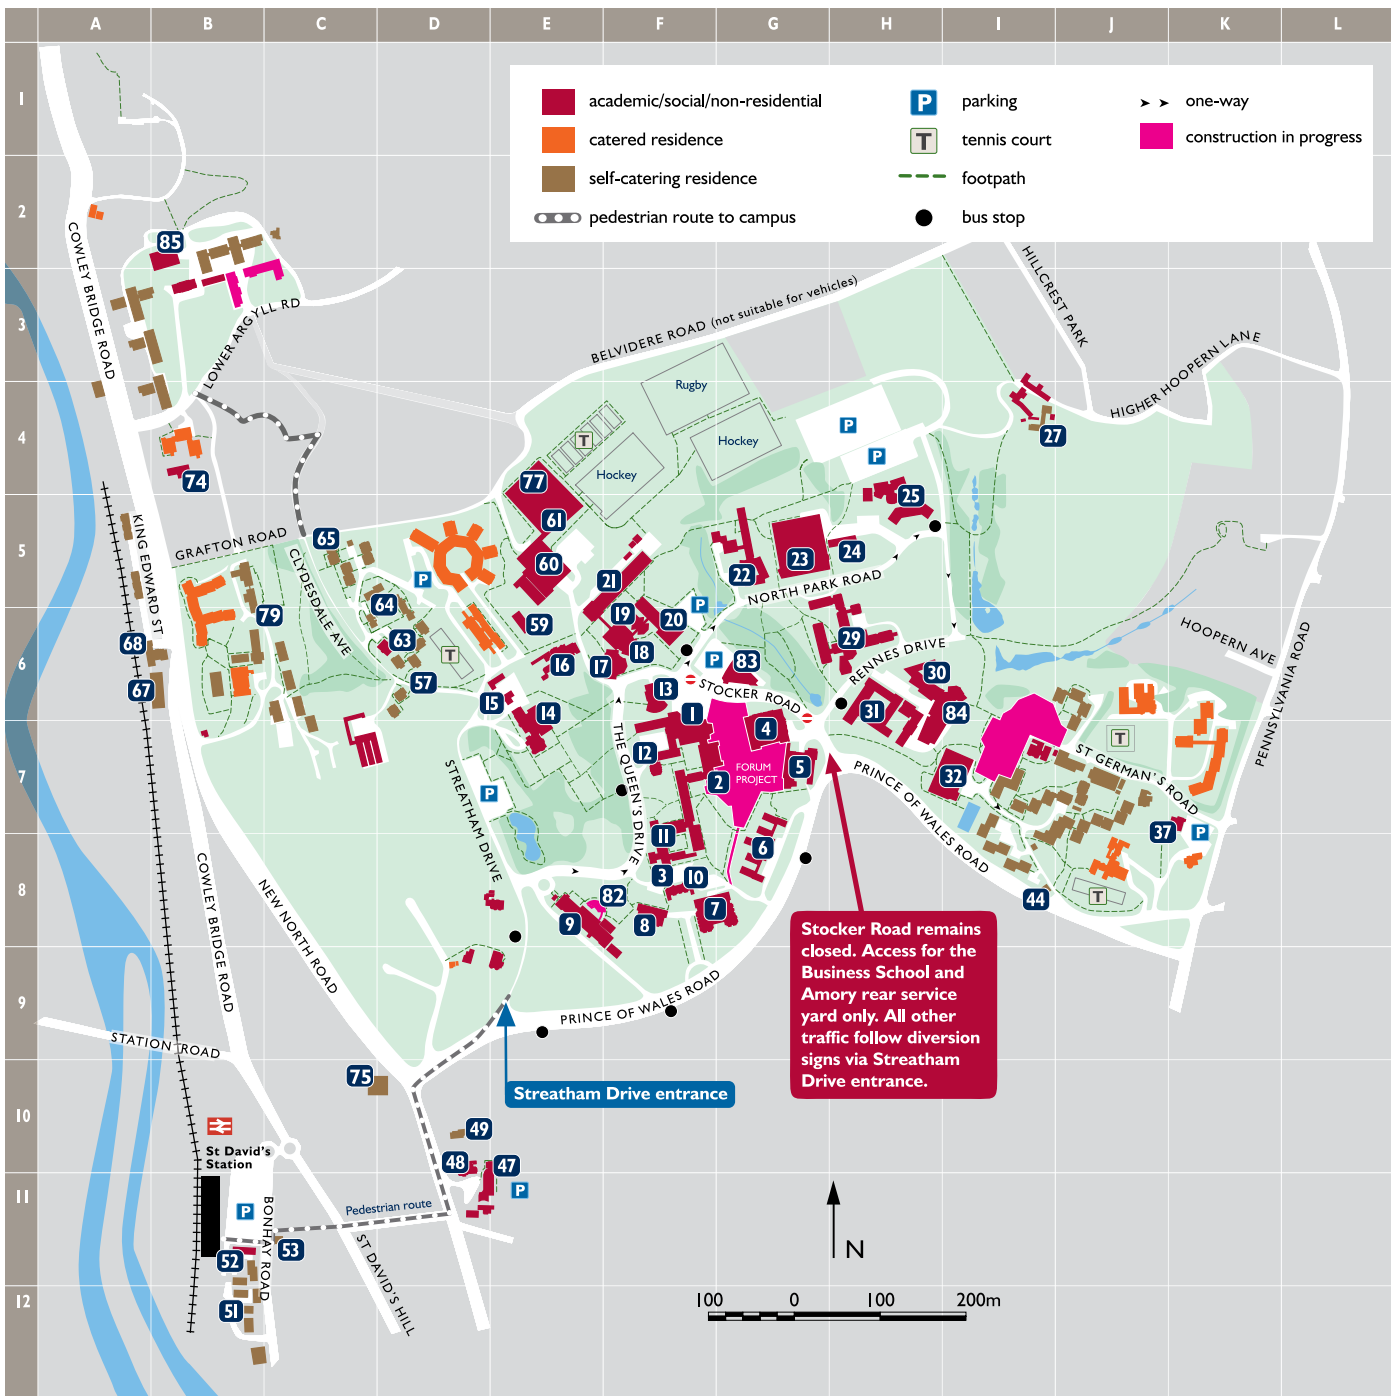 A B C D E F G H I J K L
1
2
3
4
5
6
7
8
9
10
11
12
academic/social/non-residential
catered residence
self-catering residence
pedestrian route to campus
P parking
T tennis court
footpath
bus stop
one-way
construction in progress
COWLEY BRIDGE ROAD
85
LOWER ARGYLL RD
BELVIDERE ROAD (not suitable for vehicles)
HILLCREST PARK
HIGHER HOOPERN LANE
Rugby
Hockey
Hockey
T
P
P
27
74
77
61
25
KING EDWARD ST
GRAFTON ROAD
65
CLYDESDALE AVE
P
60
21
22
23
24
NORTH PARK ROAD
64
79
59
19
20
P
63
T
68
18
29
RENNES DRIVE
HOOPERN AVE
PENNSYLVANIA ROAD
67
57
16
17
P
83
30
15
13
STOCKER ROAD
14
1
4
31
84
T
THE QUEEN'S DRIVE
12
2
FORUM
PROJECT
5
32
ST GERMAN'S ROAD
STREATHAM DRIVE
P
PRINCE OF WALES ROAD
11
6
37
P
COWLEY BRIDGE ROAD
NEW NORTH ROAD
3
10
82
9
8
7
44
T
Stocker Road remains
closed. Access for the
Business School and
Amory rear service
yard only. All other
traffic follow diversion
signs via Streatham
Drive entrance.
PRINCE OF WALES ROAD
STATION ROAD
75
Streatham Drive entrance
St David's
Station
49
48
47
P
P
BONHAY ROAD
Pedestrian route
ST DAVID'S HILL
53
52
51
N
100 0 100 200m